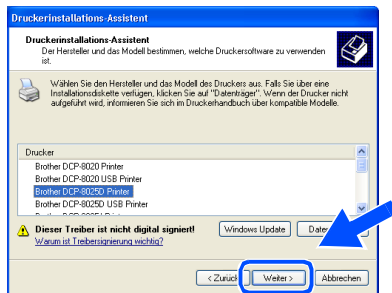 Druckerinstallations-Assistent
Druckerinstallations-Assistent
Der Hersteller und das Modell bestimmen, welche Druckersoftware zu verwenden
ist.
Wählen Sie den Hersteller und das Modell des Druckers aus. Falls Sie über eine
Installationsdiskette verfügen, klicken Sie auf "Datenträger". Wenn der Drucker nicht
aufgeführt wird, informieren Sie sich im Druckerhandbuch über kompatible Modelle.
Drucker
Brother DCP-8020 Printer
Brother DCP-8020 USB Printer
Brother DCP-8025D Printer
Brother DCP-8025D USB Printer
Dieser Treiber ist nicht digital signiert!
Warum ist Treibersignierung wichtig?
Windows Update
< Zurück
Weiter >
Abbrechen